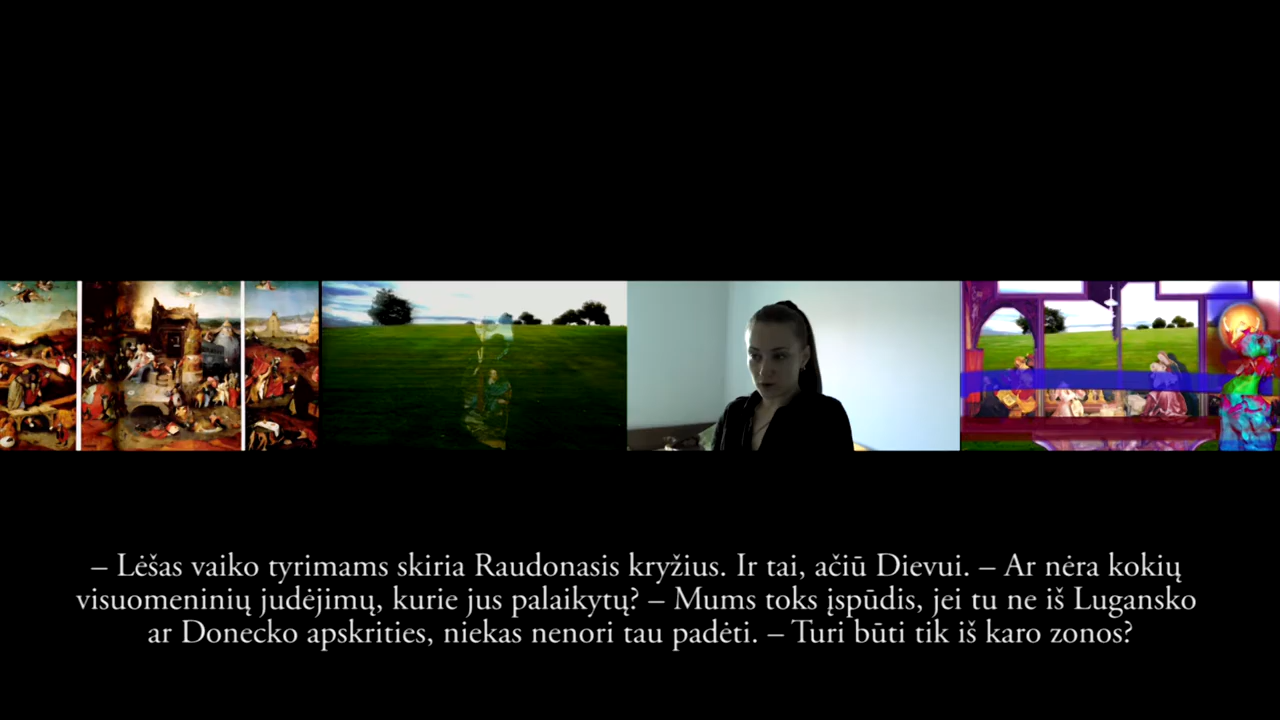 – Lėšas vaiko tyrimams skiria Raudonasis kryžius. Ir tai, ačiū Dievui. – Ar nėra kokių
visuomeninių judėjimų, kurie jus palaikytų? – Mums toks įspūdis, jei tu ne iš Lugansko
ar Donecko apskrities, niekas nenori tau padėti. – Turi būti tik iš karo zonos?